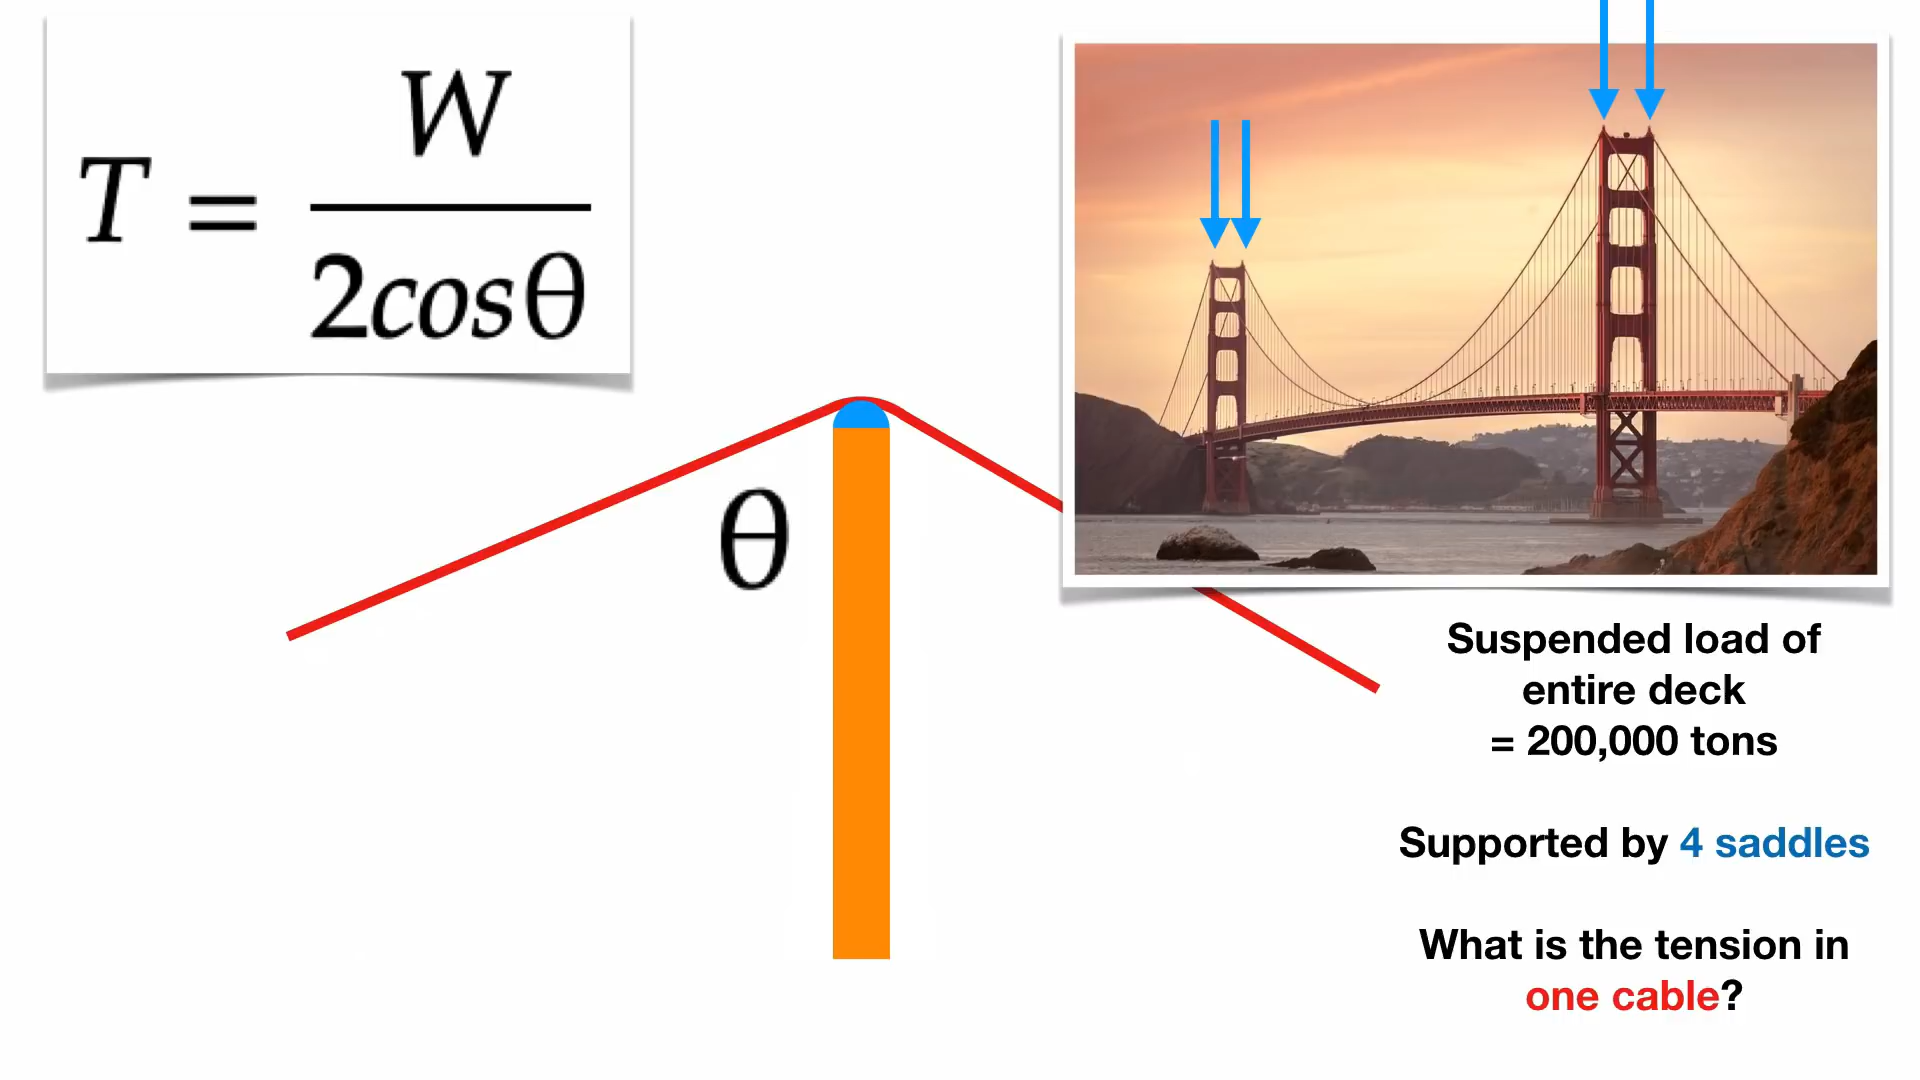 T = W / 2cosθ
θ
Suspended load of
entire deck
= 200,000 tons
Supported by 4 saddles
What is the tension in
one cable?